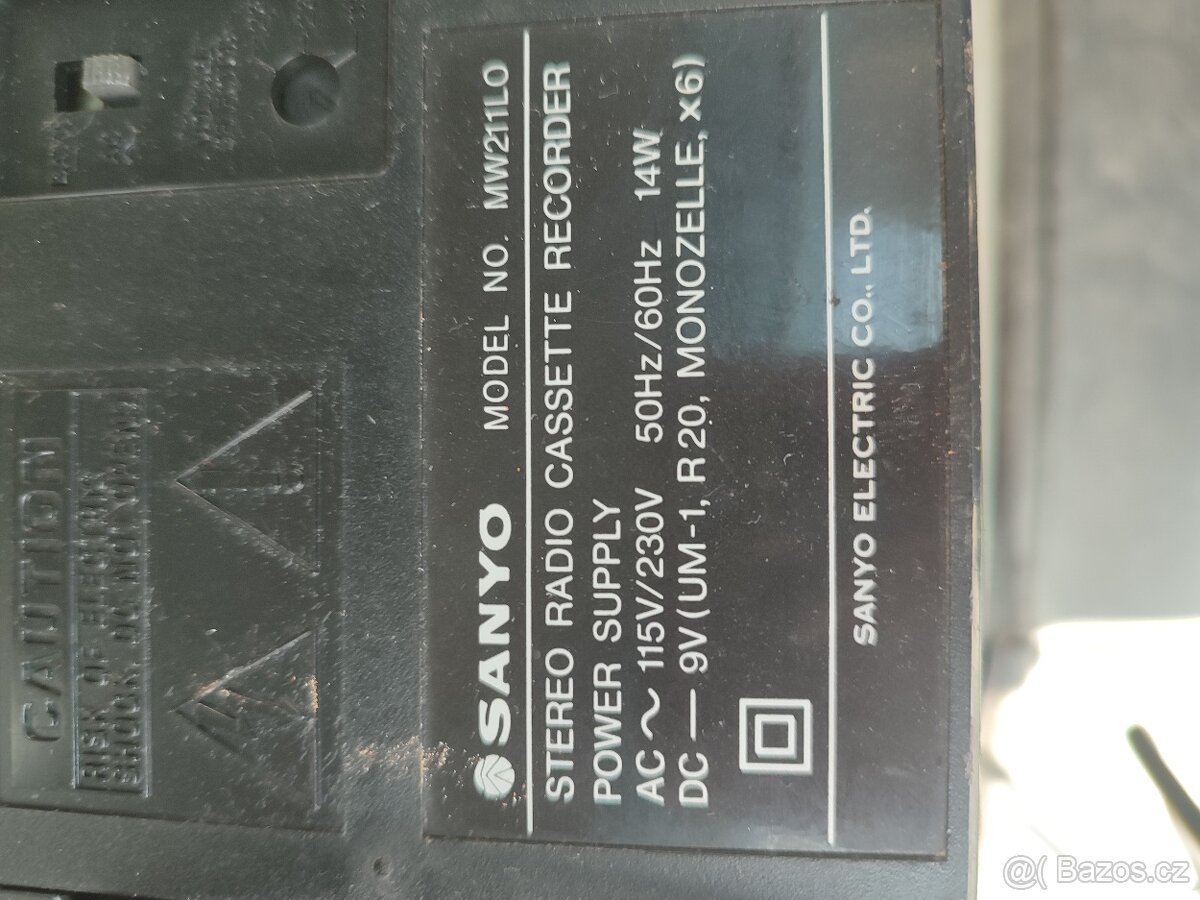 CAUTION
RISK OF ELECTRIC
SHOCK. DO NOT OPEN.
SANYO MODEL NO. MW211LO
STEREO RADIO CASSETTE RECORDER
POWER SUPPLY
AC ~ 115V/230V 50Hz/60Hz 14W
DC — 9V (UM-1, R20, MONOZELLE, x6)
SANYO ELECTRIC CO., LTD.
@( Bazos.cz